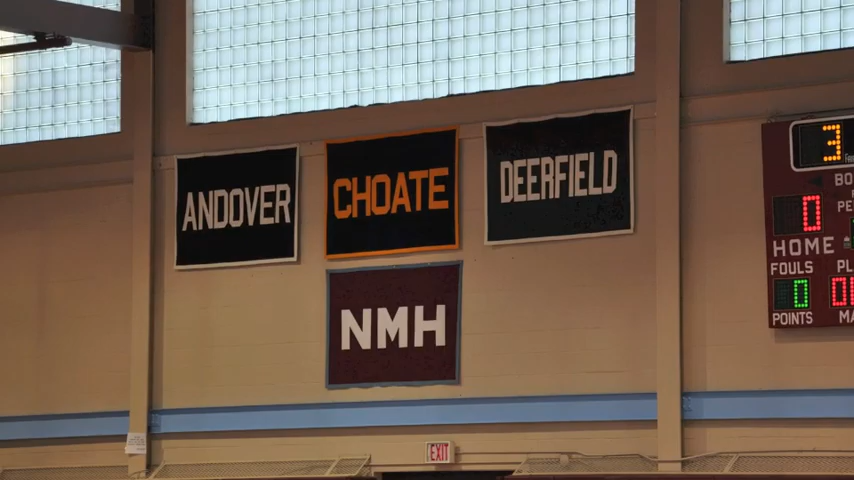 ANDOVER
CHOATE
DEERFIELD
NMH
3
0
HOME
FOULS
0
POINTS
EXIT